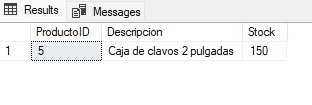 Results Messages
ProductoID Descripcion Stock
1 5 Caja de clavos 2 pulgadas 150